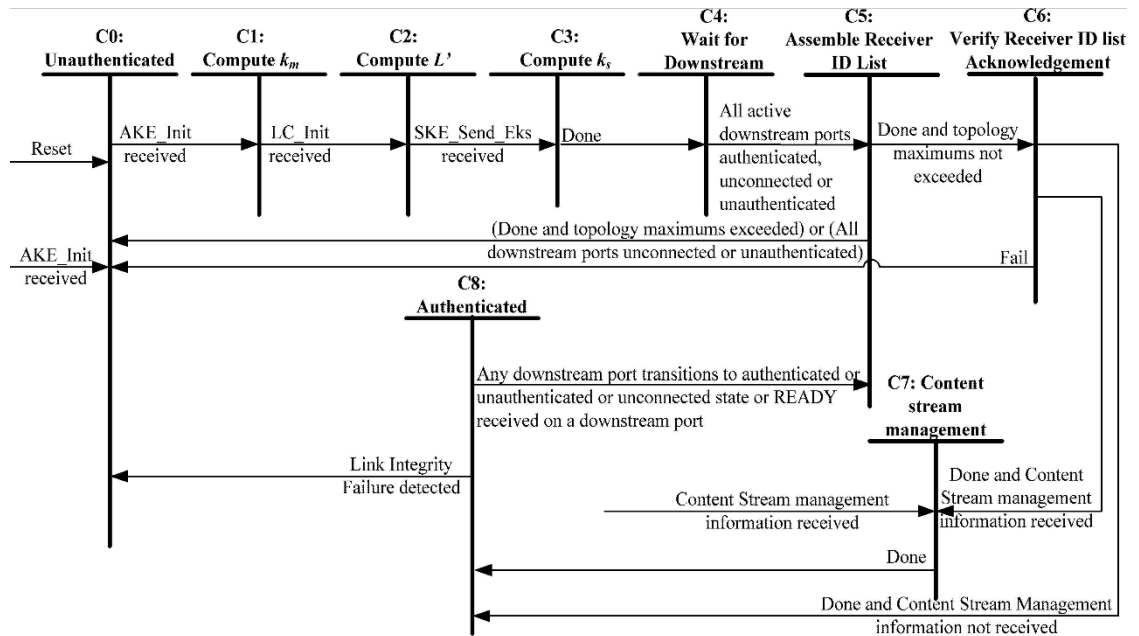 C0:
Unauthenticated
C1:
Compute km
C2:
Compute L’
C3:
Compute ks
C4:
Wait for
Downstream
C5:
Assemble Receiver
ID List
C6:
Verify Receiver ID list
Acknowledgement
Reset
AKE_Init
received
LC_Init
received
SKE_Send_Eks
received
Done
All active
downstream ports
authenticated,
unconnected or
unauthenticated
Done and topology
maximums not
exceeded
(Done and topology maximums exceeded) or (All
downstream ports unconnected or unauthenticated)
AKE_Init
received
Fail
C8:
Authenticated
Any downstream port transitions to authenticated or
unauthenticated or unconnected state or READY
received on a downstream port
C7: Content
stream
management
Link Integrity
Failure detected
Content Stream management
information received
Done and Content
Stream management
information received
Done
Done and Content Stream Management
information not received